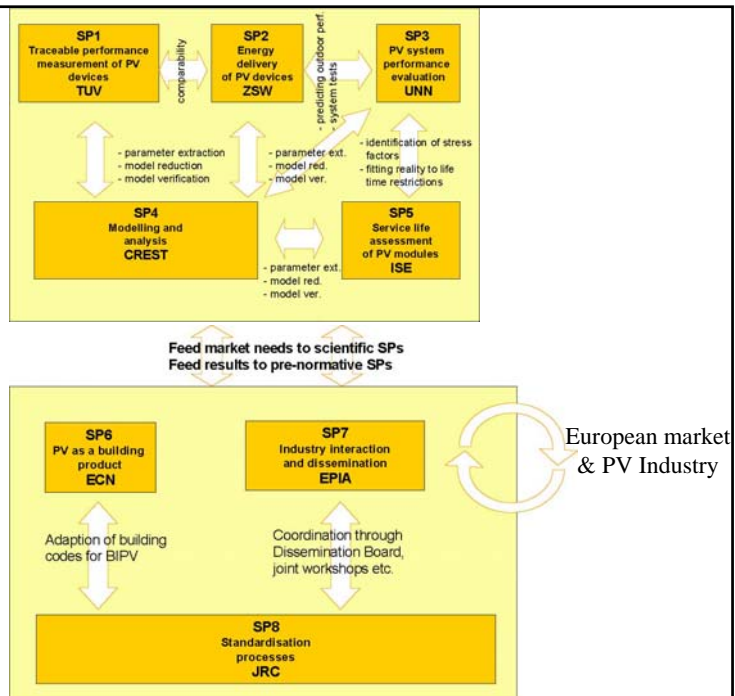 SP1
Traceable performance
measurement of PV
devices
TUV
comparability
SP2
Energy
delivery
of PV devices
ZSW
- predicting outdoor perf.
- system tests
SP3
PV system
performance
evaluation
UNN
- parameter extraction
- model reduction
- model verification
- parameter ext.
- model red.
- model ver.
- identification of stress
factors
- fitting reality to life
time restrictions
SP4
Modelling and
analysis
CREST
- parameter ext.
- model red.
- model ver.
SP5
Service life
assessment
of PV modules
ISE
Feed market needs to scientific SPs
Feed results to pre-normative SPs
SP6
PV as a building
product
ECN
SP7
Industry interaction
and dissemination
EPIA
European market
& PV Industry
Adaption of building
codes for BIPV
Coordination through
Dissemination Board,
joint workshops etc.
SP8
Standardisation
processes
JRC